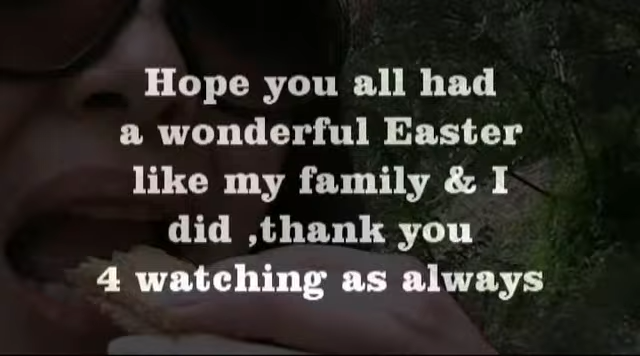 Hope you all had
a wonderful Easter
like my family & I
did ,thank you
4 watching as always